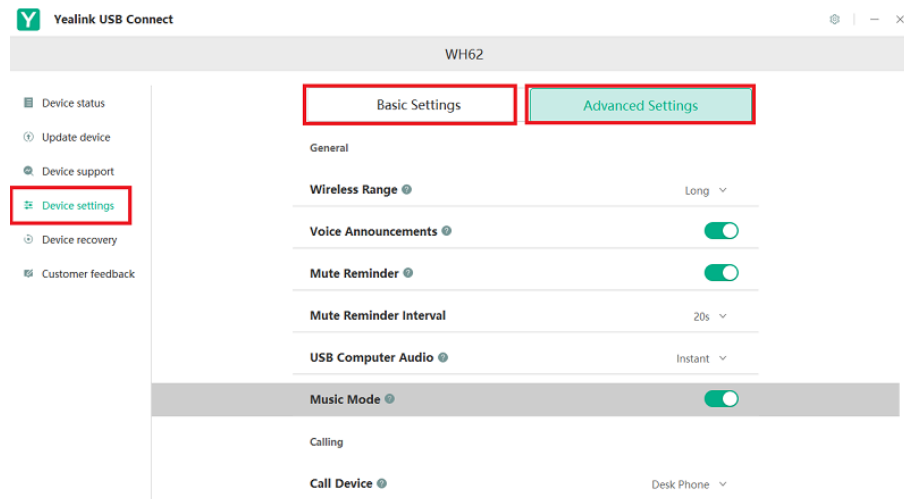 Y Yealink USB Connect
WH62
Device status
Update device
Device support
Device settings
Device recovery
Customer feedback
Basic Settings Advanced Settings
General
Wireless Range ? Long
Voice Announcements ?
Mute Reminder ?
Mute Reminder Interval 20s
USB Computer Audio ? Instant
Music Mode ?
Calling
Call Device ? Desk Phone